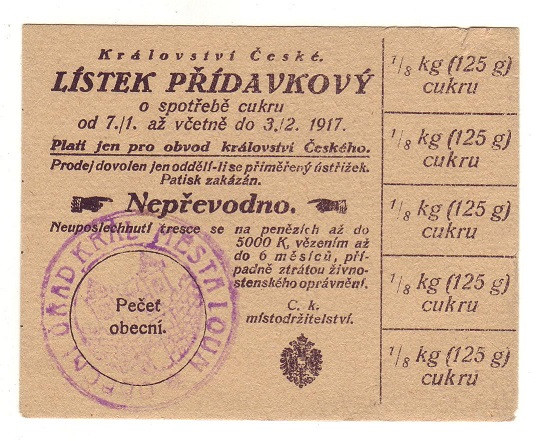 Království České.
LÍSTEK PŘÍDAVKOVÝ
o spotřebě cukru
od 7./1. až včetně do 3./2. 1917.
Platí jen pro obvod království Českého.
Prodej dovolen jen oddělí-li se přiměřený ústřižek.
Patisk zakázán.
Nepřevodno.
Neuposlechnutí tresce se na penězích až do
5000 K, vězením až
do 6 měsíců, pří-
padně ztrátou živno-
stenského oprávnění.
C. k.
místodržitelství.
Pečeť
obecní.
ÚŘAD KRÁL. MĚSTA LOUN
1/8 kg (125 g)
cukru
1/8 kg (125 g)
cukru
1/8 kg (125 g)
cukru
1/8 kg (125 g)
cukru
1/8 kg (125 g)
cukru